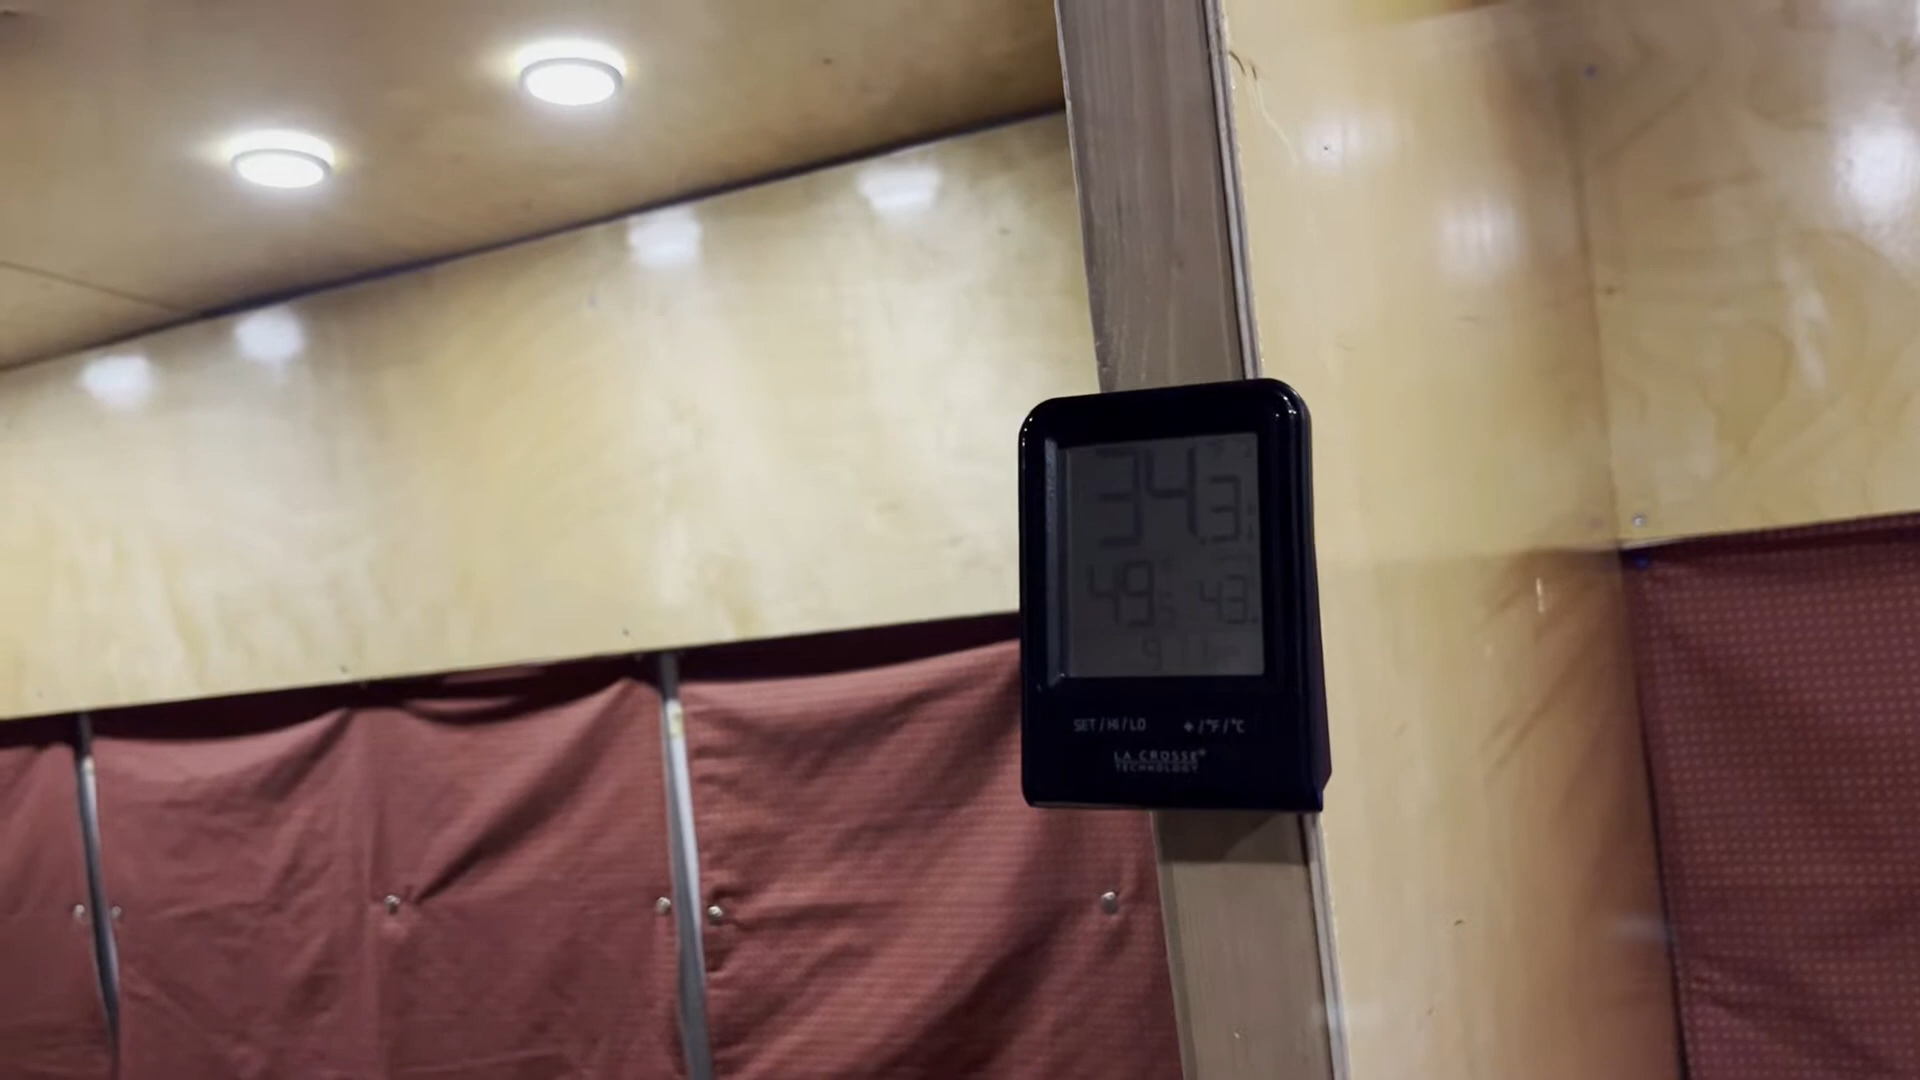 34.3
49
43
SET/HI/LO +/°F/°C
LA CROSSE
TECHNOLOGY